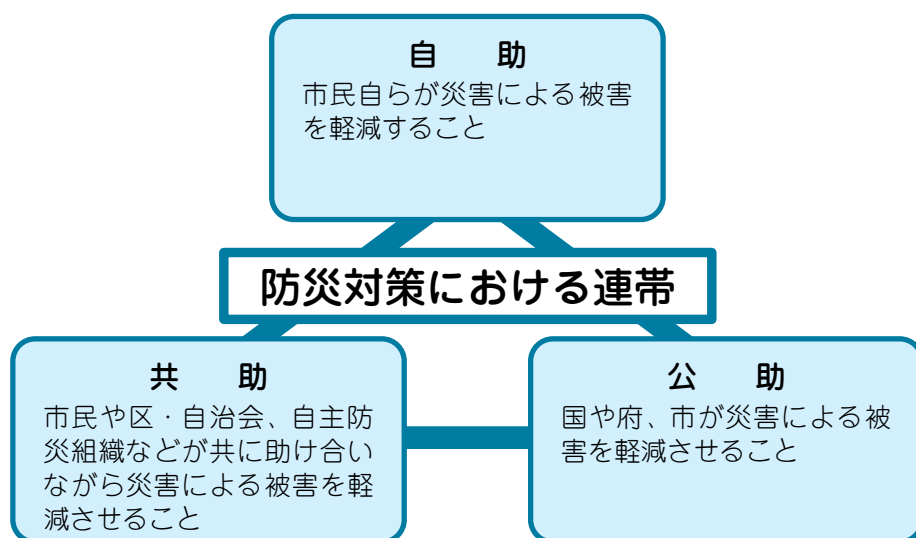 自　助
市民自らが災害による被害
を軽減すること
防災対策における連帯
共　助
市民や区・自治会、自主防
災組織などが共に助け合い
ながら災害による被害を軽
減させること
公　助
国や府、市が災害による被
害を軽減させること